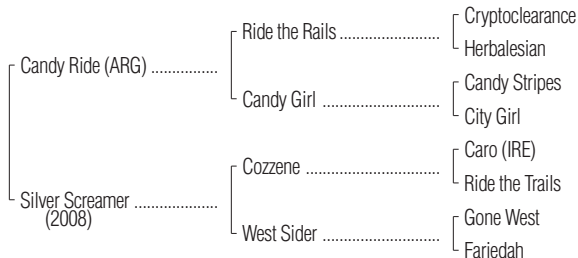 Cryptoclearance
Ride the Rails
Herbalesian
Candy Ride (ARG)
Candy Stripes
Candy Girl
City Girl
Caro (IRE)
Cozzene
Ride the Trails
Silver Screamer
(2008)
Gone West
West Sider
Fariedah